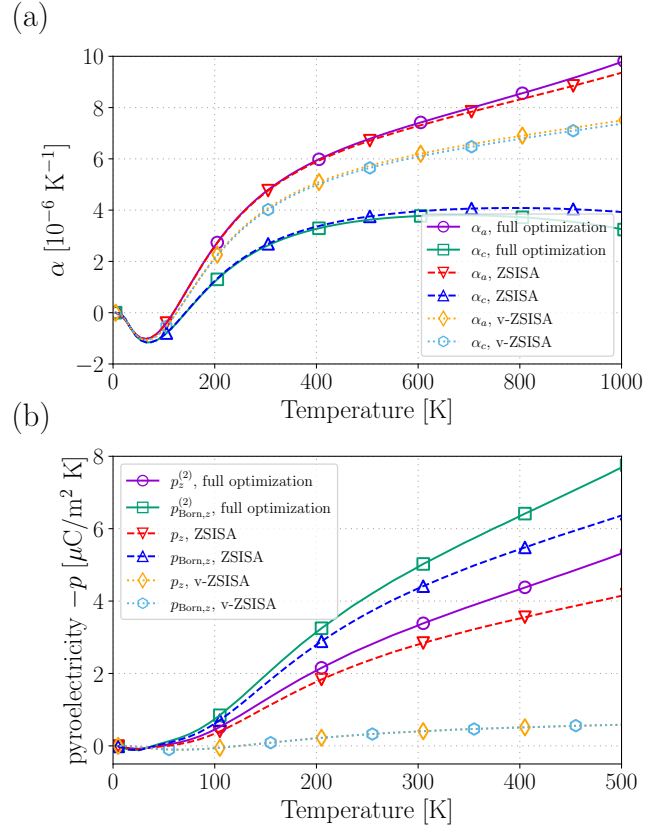 (a)
10
8
6
4
2
0
−2
α [10⁻⁶ K⁻¹]
α_a, full optimization
α_c, full optimization
α_a, ZSISA
α_c, ZSISA
α_a, v-ZSISA
α_c, v-ZSISA
0 200 400 600 800 1000
Temperature [K]
(b)
8
6
4
2
0
pyroelectricity −p [μC/m² K]
p_z^(2), full optimization
p_Born,z^(2), full optimization
p_z, ZSISA
p_Born,z, ZSISA
p_z, v-ZSISA
p_Born,z, v-ZSISA
0 100 200 300 400 500
Temperature [K]